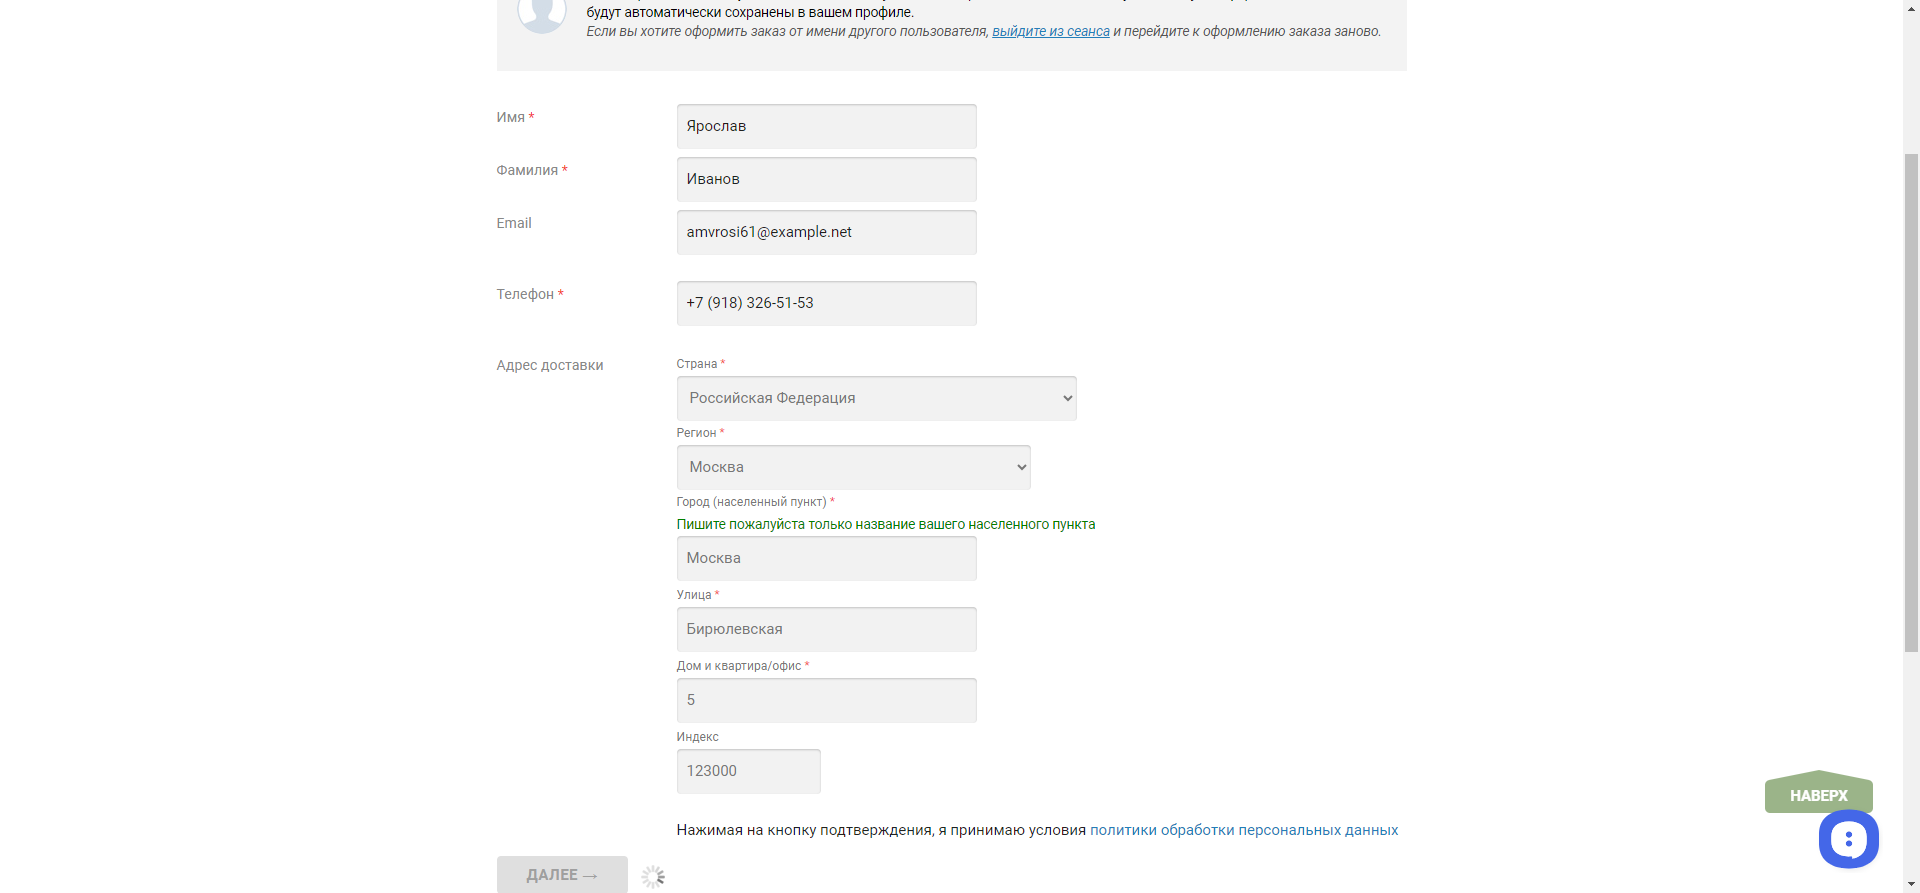 будут автоматически сохранены в вашем профиле.
Если вы хотите оформить заказ от имени другого пользователя, выйдите из сеанса и перейдите к оформлению заказа заново.
Имя *
Ярослав
Фамилия *
Иванов
Email
amvrosi61@example.net
Телефон *
+7 (918) 326-51-53
Адрес доставки
Страна *
Российская Федерация
Регион *
Москва
Город (населенный пункт) *
Пишите пожалуйста только название вашего населенного пункта
Москва
Улица *
Бирюлевская
Дом и квартира/офис *
5
Индекс
123000
НАВЕРХ
Нажимая на кнопку подтверждения, я принимаю условия политики обработки персональных данных
ДАЛЕЕ →